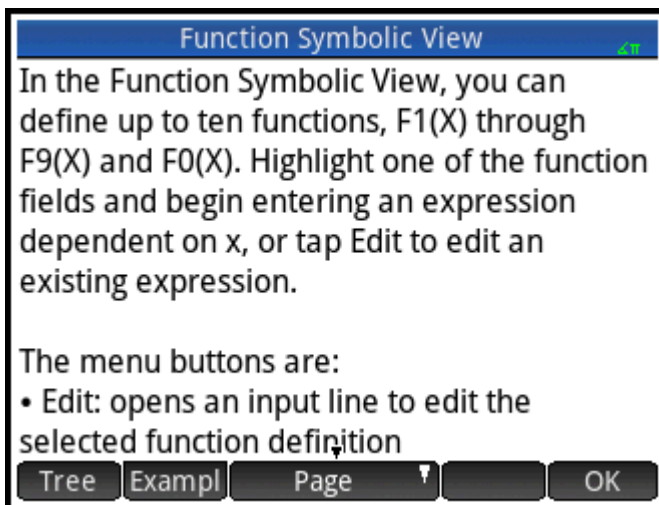 Function Symbolic View
∡π
In the Function Symbolic View, you can
define up to ten functions, F1(X) through
F9(X) and F0(X). Highlight one of the function
fields and begin entering an expression
dependent on x, or tap Edit to edit an
existing expression.
The menu buttons are:
• Edit: opens an input line to edit the
selected function definition
Tree Exampl Page OK